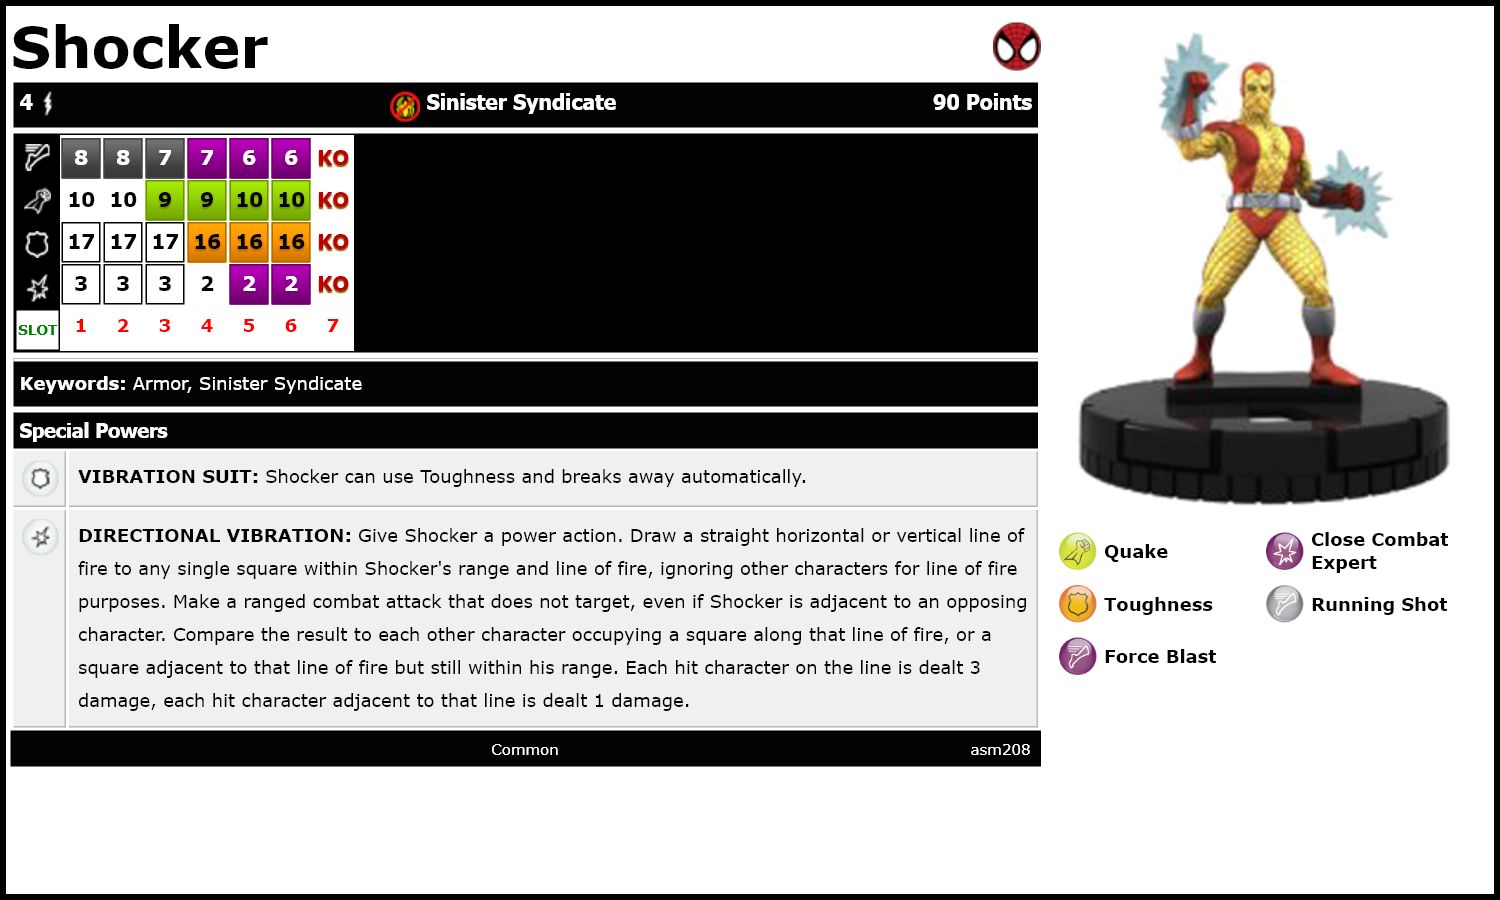 Shocker
4 Sinister Syndicate 90 Points
8 8 7 7 6 6 KO
10 10 9 9 10 10 KO
17 17 17 16 16 16 KO
3 3 3 2 2 2 KO
SLOT 1 2 3 4 5 6 7
Keywords: Armor, Sinister Syndicate
Special Powers
VIBRATION SUIT: Shocker can use Toughness and breaks away automatically.
DIRECTIONAL VIBRATION: Give Shocker a power action. Draw a straight horizontal or vertical line of
fire to any single square within Shocker's range and line of fire, ignoring other characters for line of fire
purposes. Make a ranged combat attack that does not target, even if Shocker is adjacent to an opposing
character. Compare the result to each other character occupying a square along that line of fire, or a
square adjacent to that line of fire but still within his range. Each hit character on the line is dealt 3
damage, each hit character adjacent to that line is dealt 1 damage.
Common asm208
Quake
Close Combat
Expert
Toughness
Running Shot
Force Blast